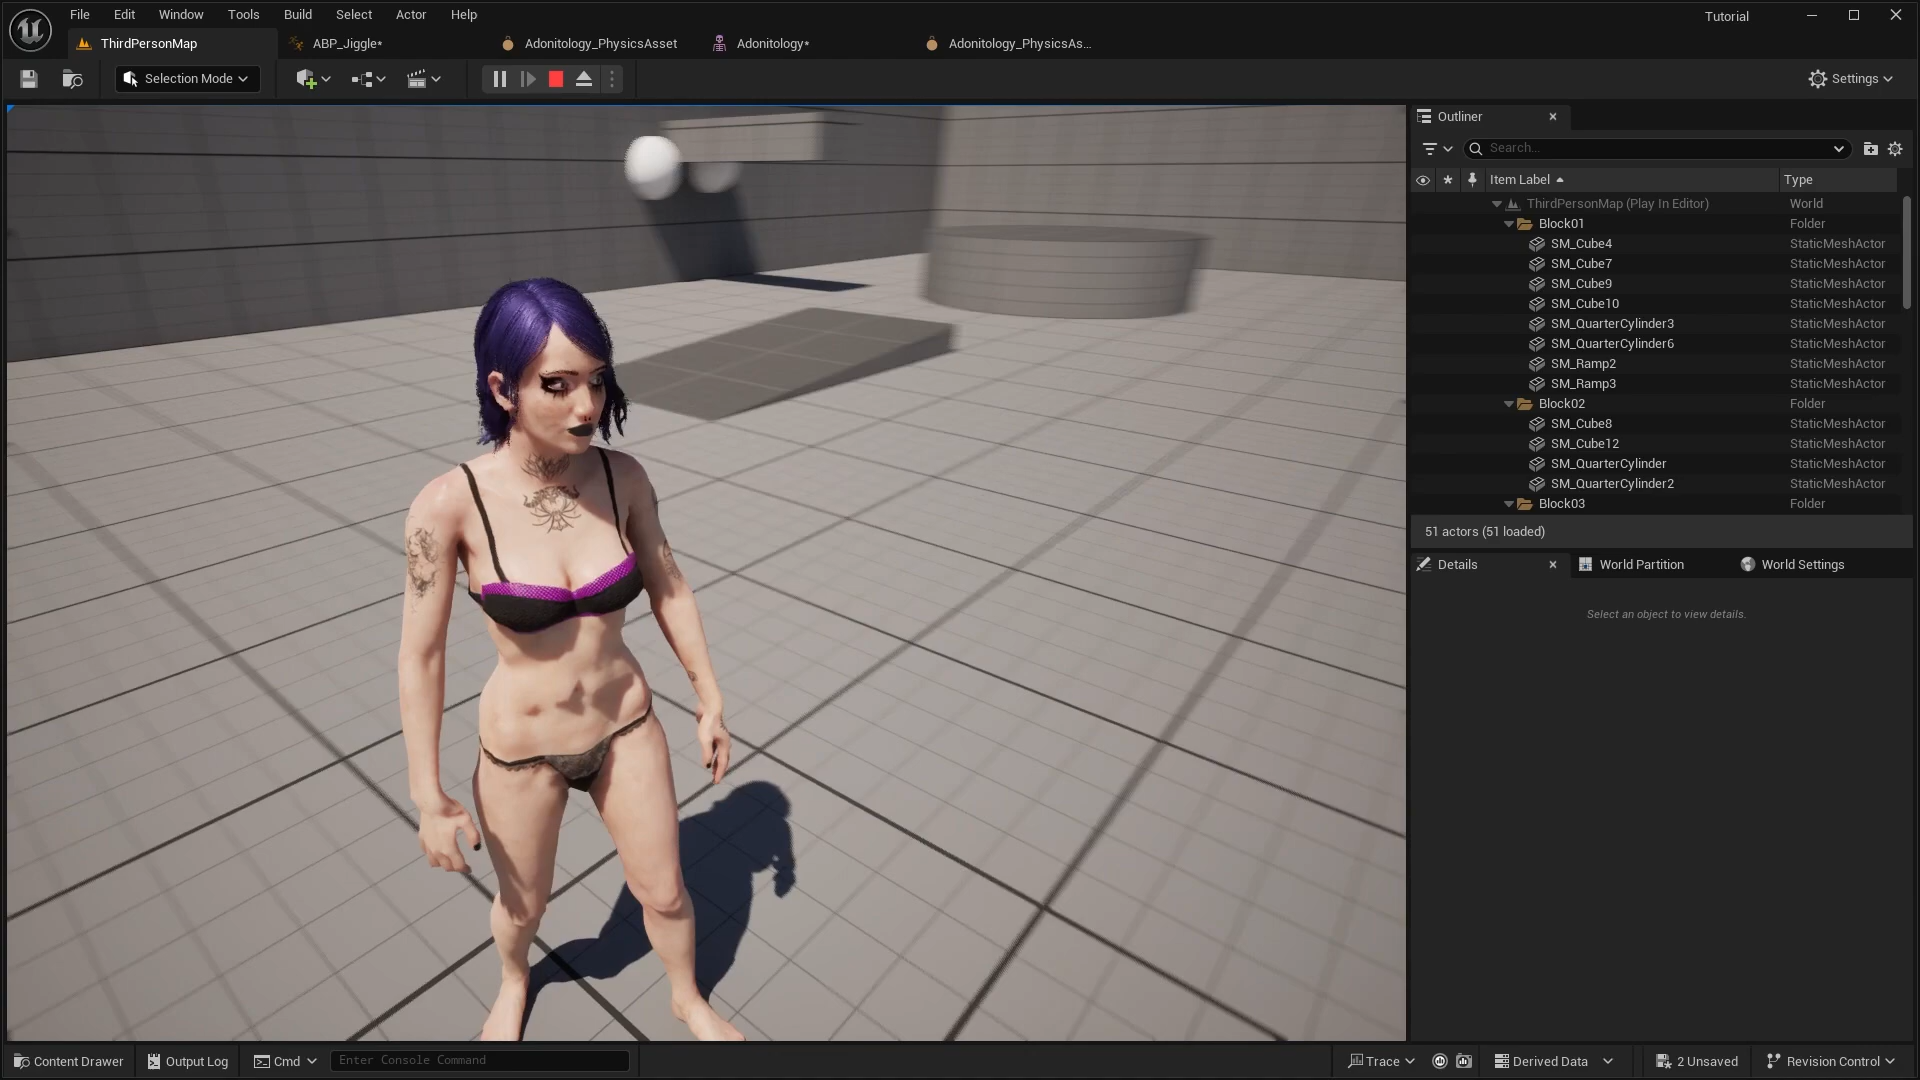 File Edit Window Tools Build Select Actor Help
Tutorial
ThirdPersonMap ABP_Jiggle* Adonitology_PhysicsAsset Adonitology* Adonitology_PhysicsAs...
Selection Mode
Settings
Outliner
Search...
Item Label Type
ThirdPersonMap (Play In Editor) World
Block01 Folder
SM_Cube4 StaticMeshActor
SM_Cube7 StaticMeshActor
SM_Cube9 StaticMeshActor
SM_Cube10 StaticMeshActor
SM_QuarterCylinder3 StaticMeshActor
SM_QuarterCylinder6 StaticMeshActor
SM_Ramp2 StaticMeshActor
SM_Ramp3 StaticMeshActor
Block02 Folder
SM_Cube8 StaticMeshActor
SM_Cube12 StaticMeshActor
SM_QuarterCylinder StaticMeshActor
SM_QuarterCylinder2 StaticMeshActor
Block03 Folder
51 actors (51 loaded)
Details World Partition World Settings
Select an object to view details.
Content Drawer Output Log Cmd Enter Console Command Trace Derived Data 2 Unsaved Revision Control